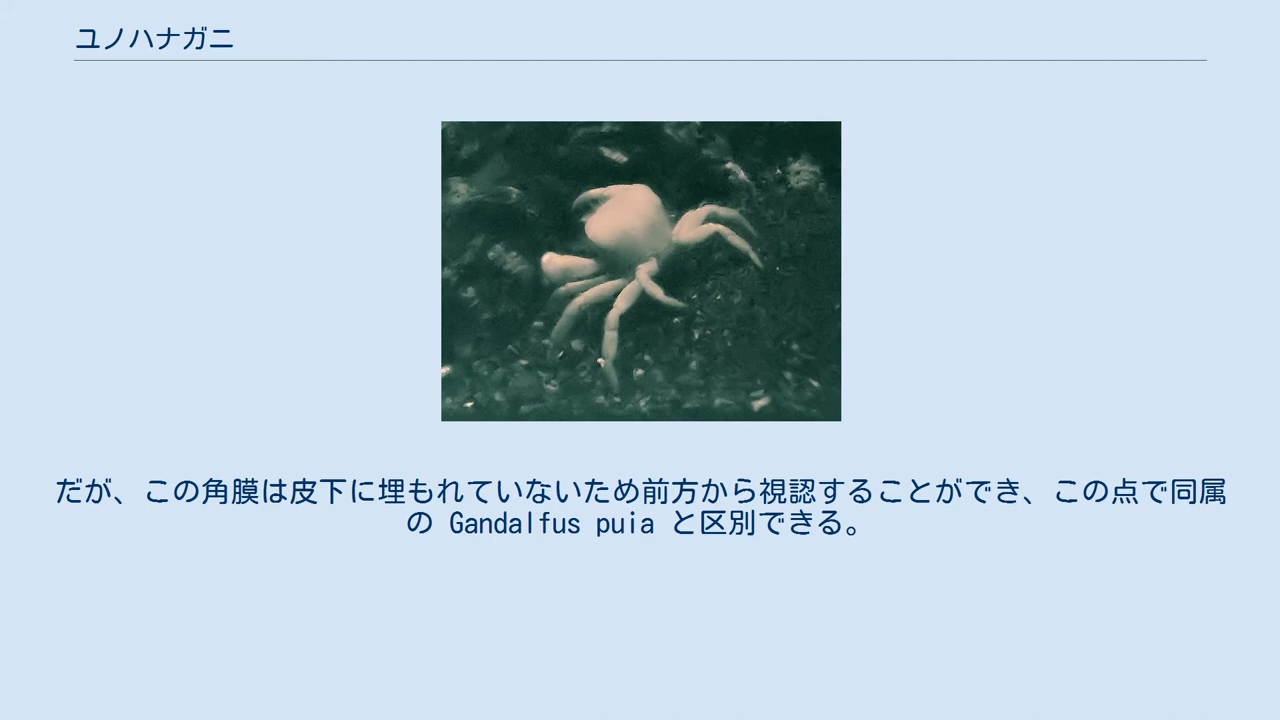 ユノハナガニ
だが、この角膜は皮下に埋もれていないため前方から視認することができ、この点で同属
の Gandalfus puia と区別できる。